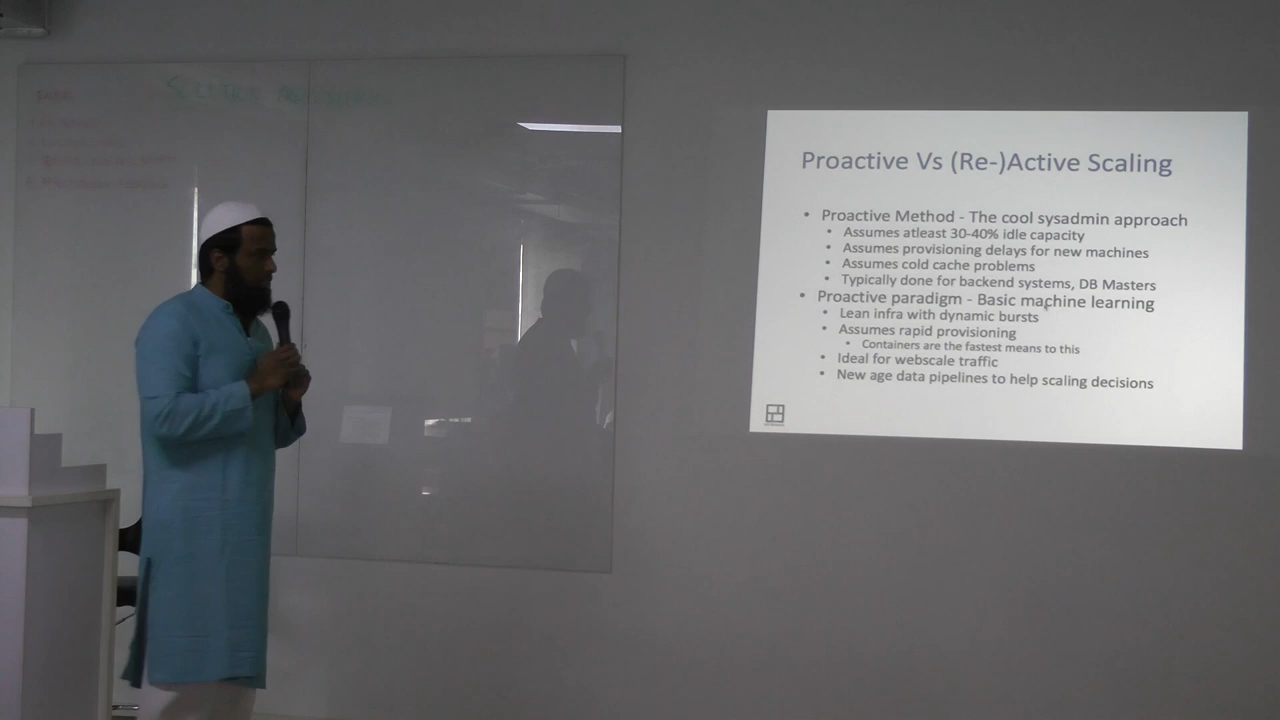 Proactive Vs (Re-)Active Scaling
• Proactive Method - The cool sysadmin approach
• Assumes atleast 30-40% idle capacity
• Assumes provisioning delays for new machines
• Assumes cold cache problems
• Typically done for backend systems, DB Masters
• Proactive paradigm - Basic machine learning
• Lean infra with dynamic bursts
• Assumes rapid provisioning
• Containers are the fastest means to this
• Ideal for webscale traffic
• New age data pipelines to help scaling decisions